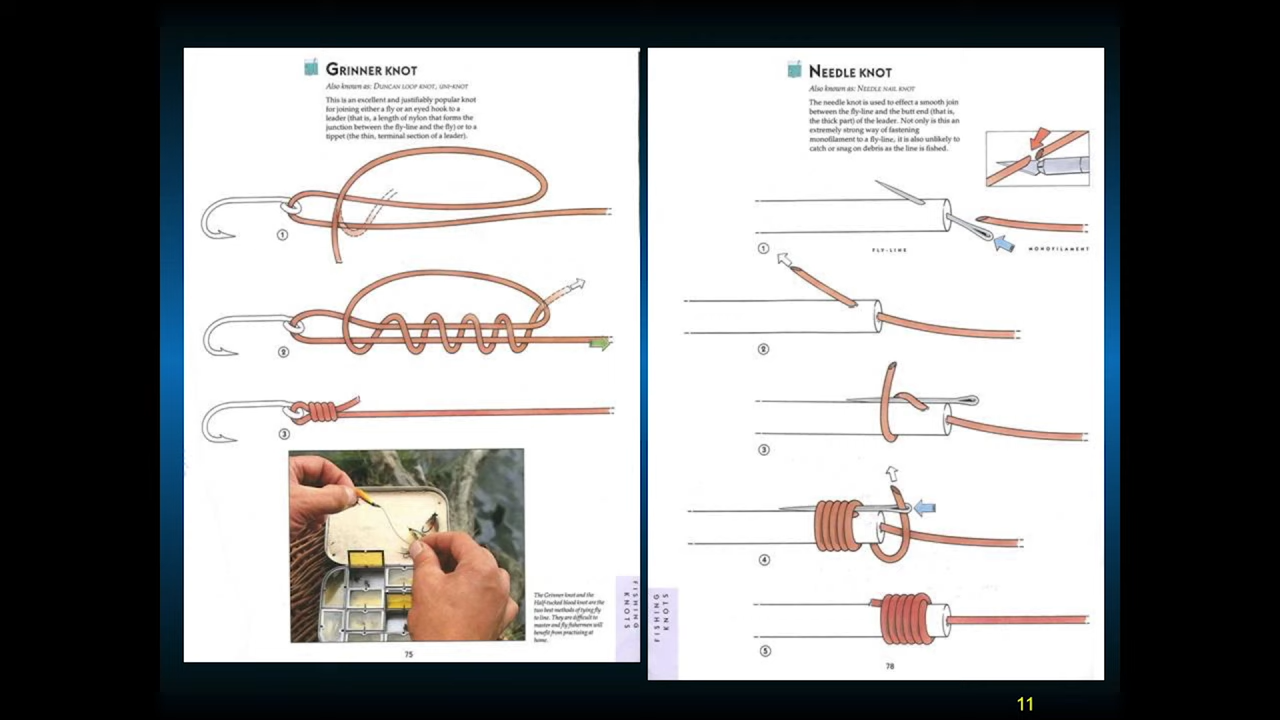 GRINNER KNOT
Also known as: DUNCAN LOOP KNOT, UNI-KNOT
This is an excellent and justifiably popular knot
for joining either a fly or an eyed hook to a
leader (that is, a length of nylon that forms the
junction between the fly-line and the fly) or to a
tippet (the thin, terminal section of a leader).
1
2
3
The Grinner knot and the
Half-tucked blood knot are the
two best methods of tying fly
to line. They are difficult to
master and fly fishermen will
benefit from practising at
home.
FISHING
KNOTS
75
NEEDLE KNOT
Also known as: NEEDLE NAIL KNOT
The needle knot is used to effect a smooth join
between the fly-line and the butt end (that is,
the thick part) of the leader. Not only is this an
extremely strong way of fastening
monofilament to a fly-line, it is also unlikely to
catch or snag on debris as the line is fished.
1
FLY-LINE
MONOFILAMENT
2
3
4
5
FISHING
KNOTS
78
11